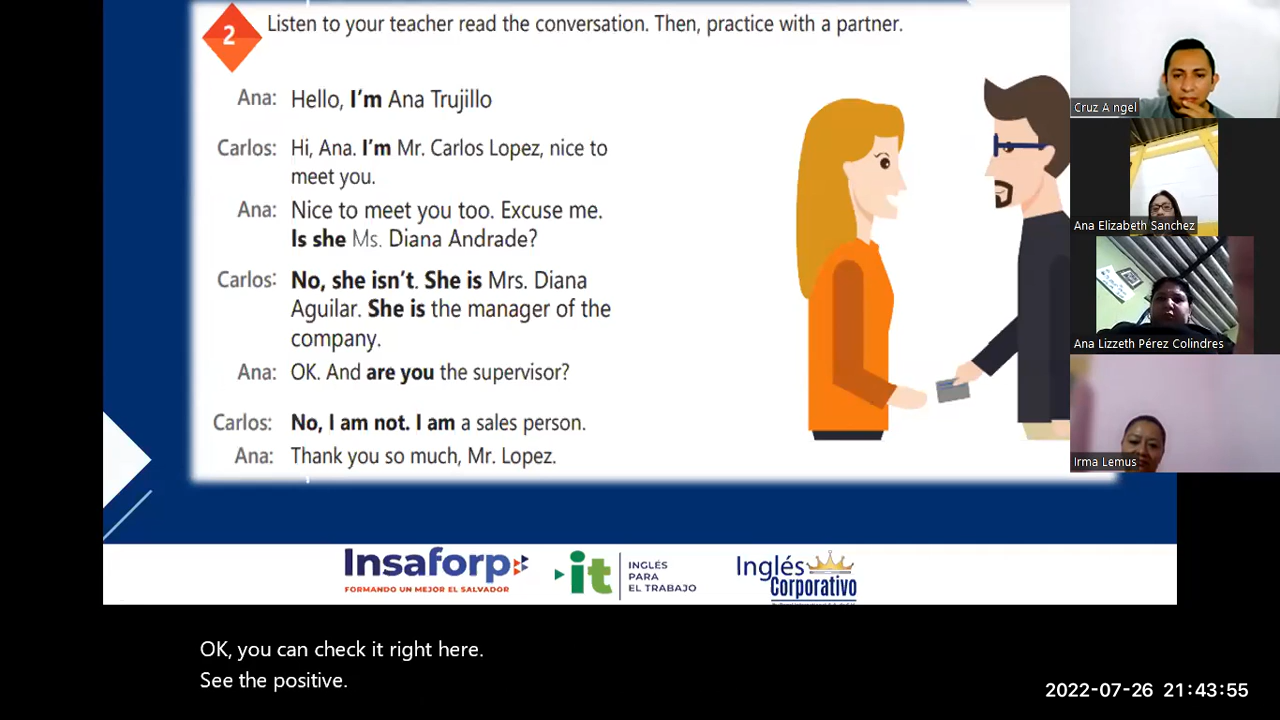 2
Listen to your teacher read the conversation. Then, practice with a partner.
Ana: Hello, I'm Ana Trujillo
Carlos: Hi, Ana. I'm Mr. Carlos Lopez, nice to
meet you.
Ana: Nice to meet you too. Excuse me.
Is she Ms. Diana Andrade?
Carlos: No, she isn't. She is Mrs. Diana
Aguilar. She is the manager of the
company.
Ana: OK. And are you the supervisor?
Carlos: No, I am not. I am a sales person.
Ana: Thank you so much, Mr. Lopez.
Cruz A ngel
Ana Elizabeth Sanchez
Ana Lizzeth Pérez Colindres
Irma Lemus
Insaforp
FORMANDO UN MEJOR EL SALVADOR
it
INGLÉS
PARA
EL TRABAJO
Inglés
Corporativo
OK, you can check it right here.
See the positive.
2022-07-26 21:43:55